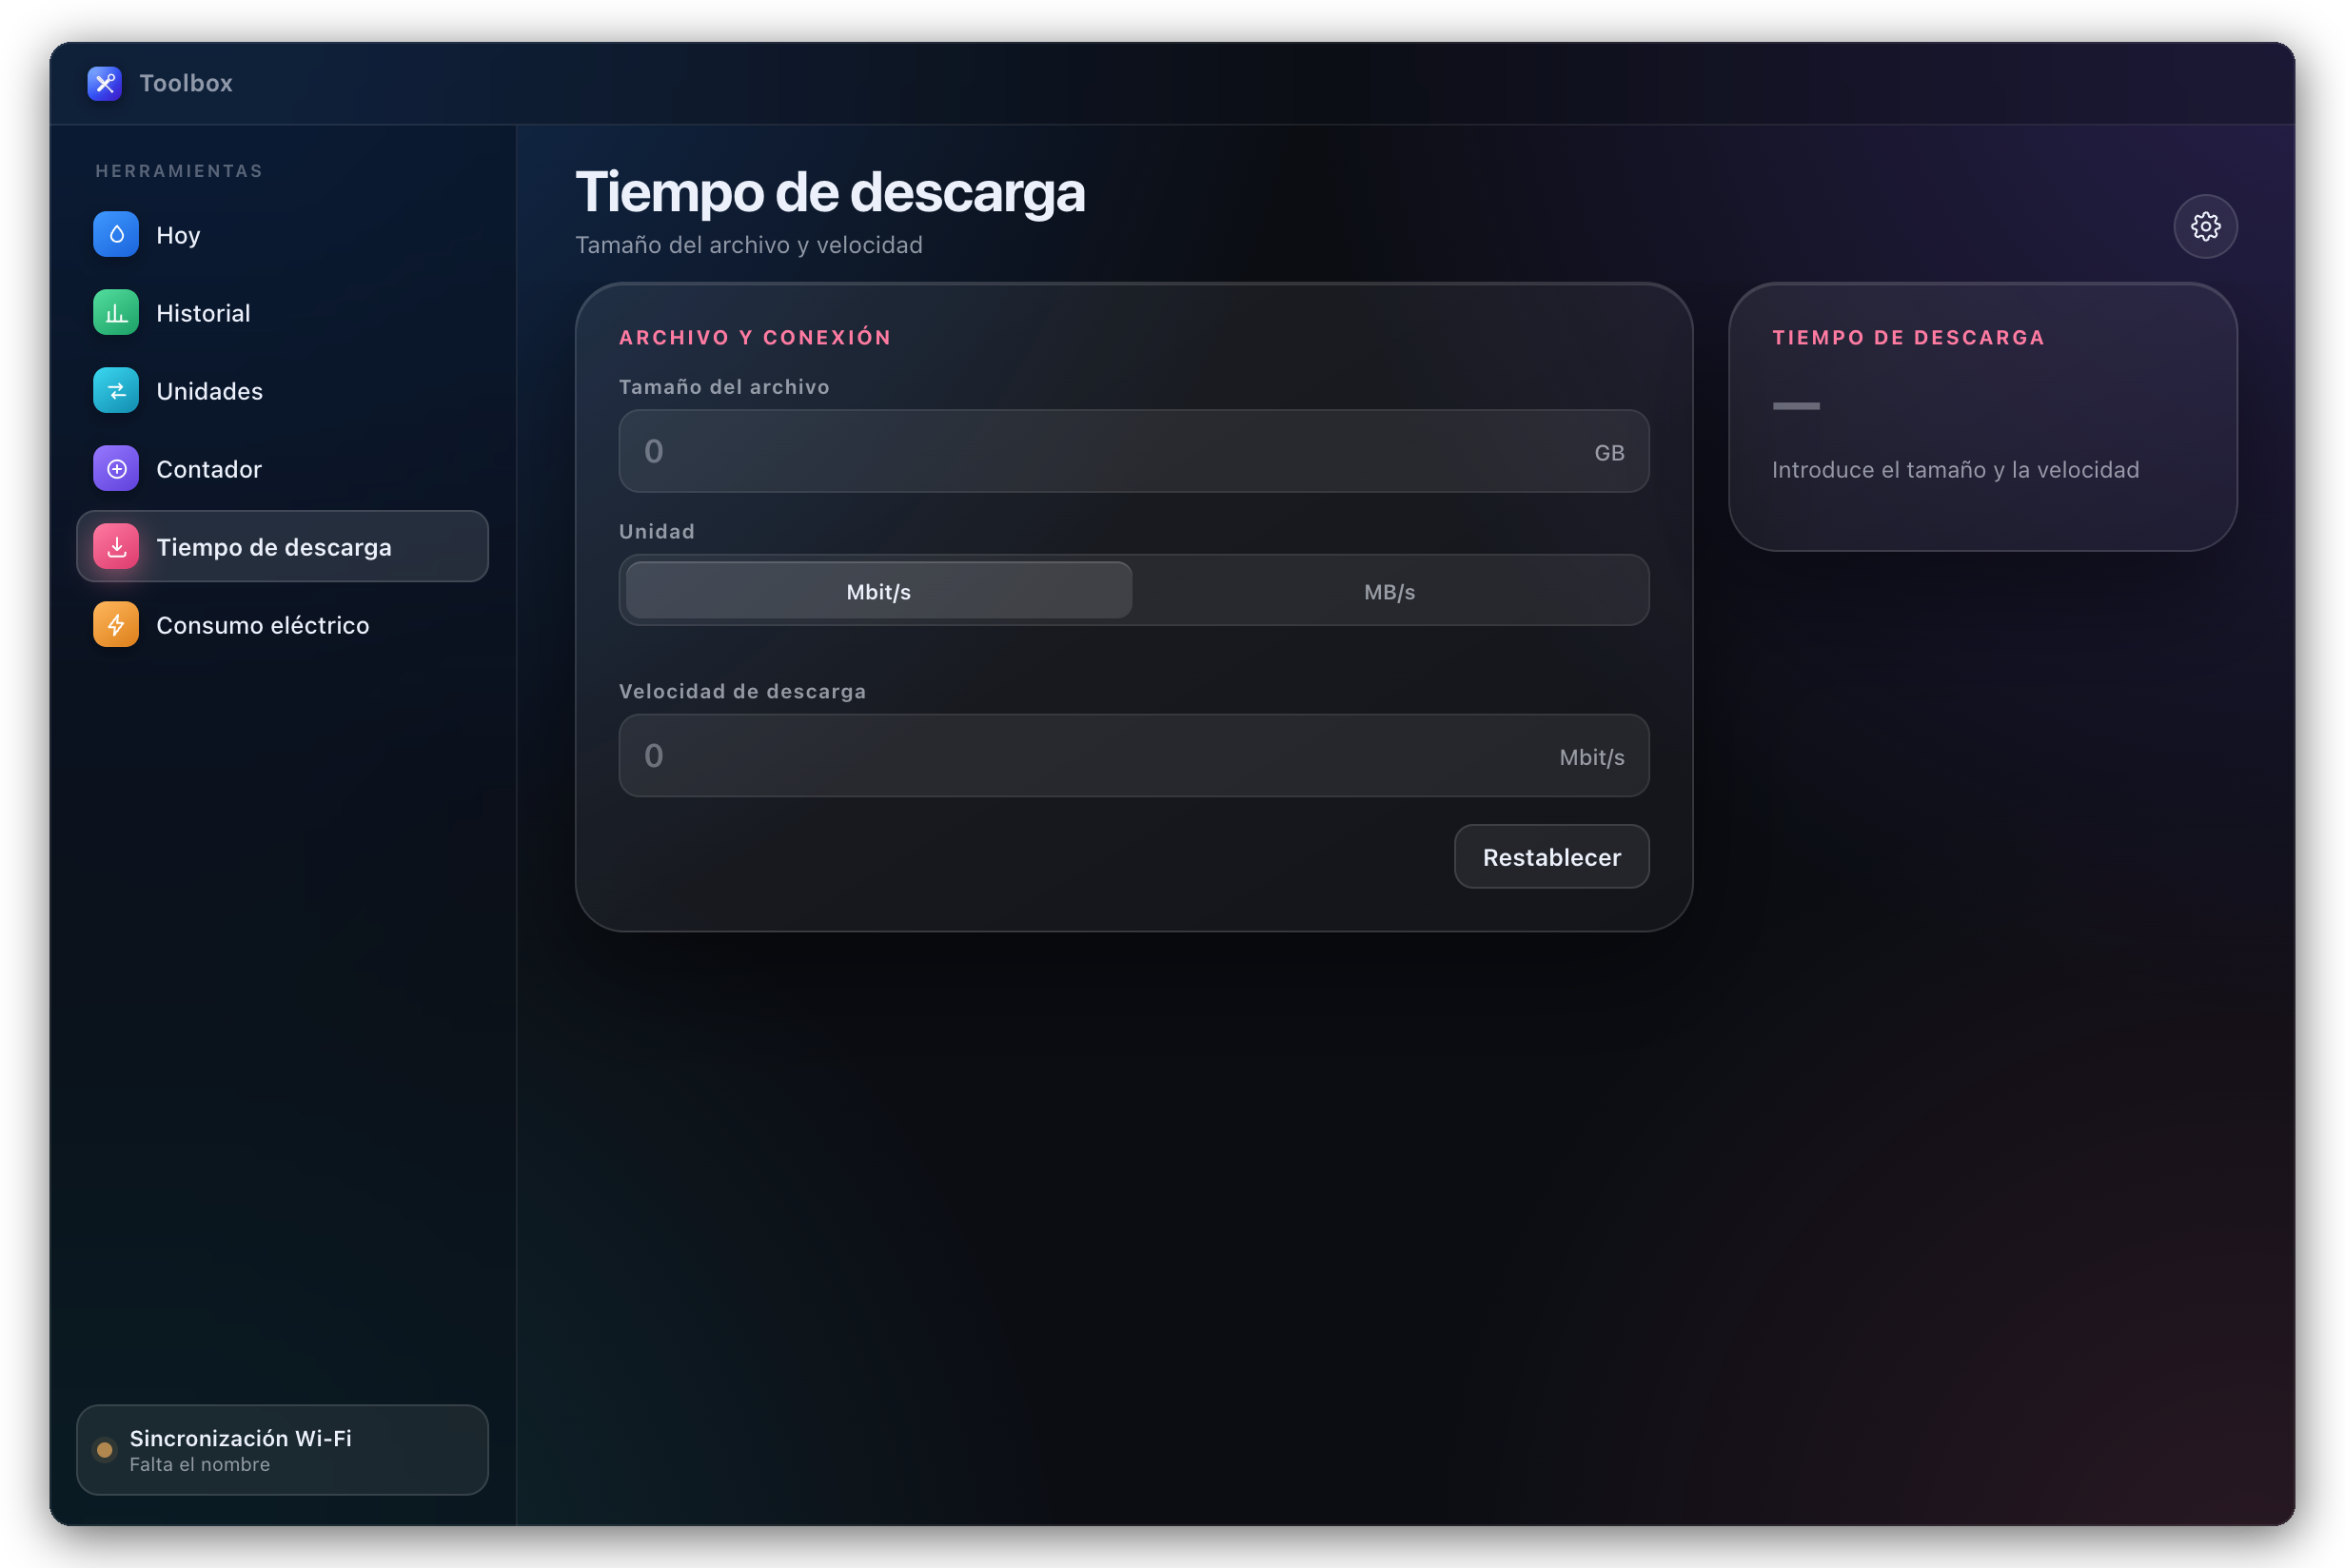 Toolbox
HERRAMIENTAS
Hoy
Historial
Unidades
Contador
Tiempo de descarga
Consumo eléctrico
Sincronización Wi-Fi
Falta el nombre
Tiempo de descarga
Tamaño del archivo y velocidad
ARCHIVO Y CONEXIÓN
Tamaño del archivo
0 GB
Unidad
Mbit/s MB/s
Velocidad de descarga
0 Mbit/s
Restablecer
TIEMPO DE DESCARGA
—
Introduce el tamaño y la velocidad